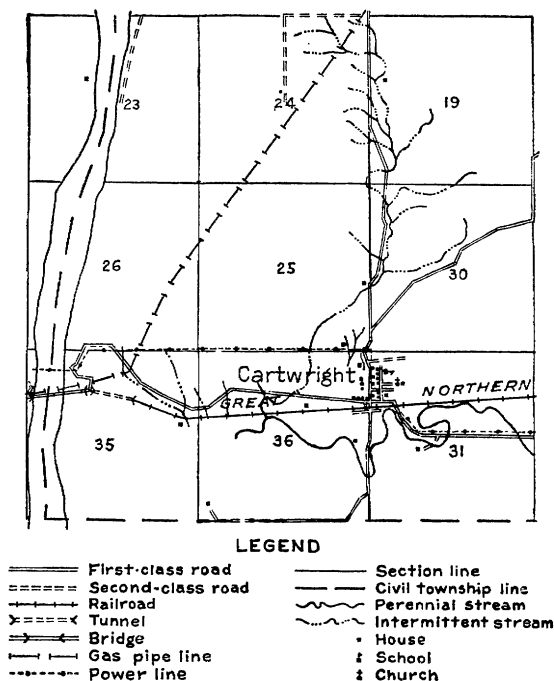 23
24
19
26
25
30
Cartwright
GREAT NORTHERN
35
36
31
LEGEND
First-class road
Second-class road
Railroad
Tunnel
Bridge
Gas pipe line
Power line
Section line
Civil township line
Perennial stream
Intermittent stream
House
School
Church